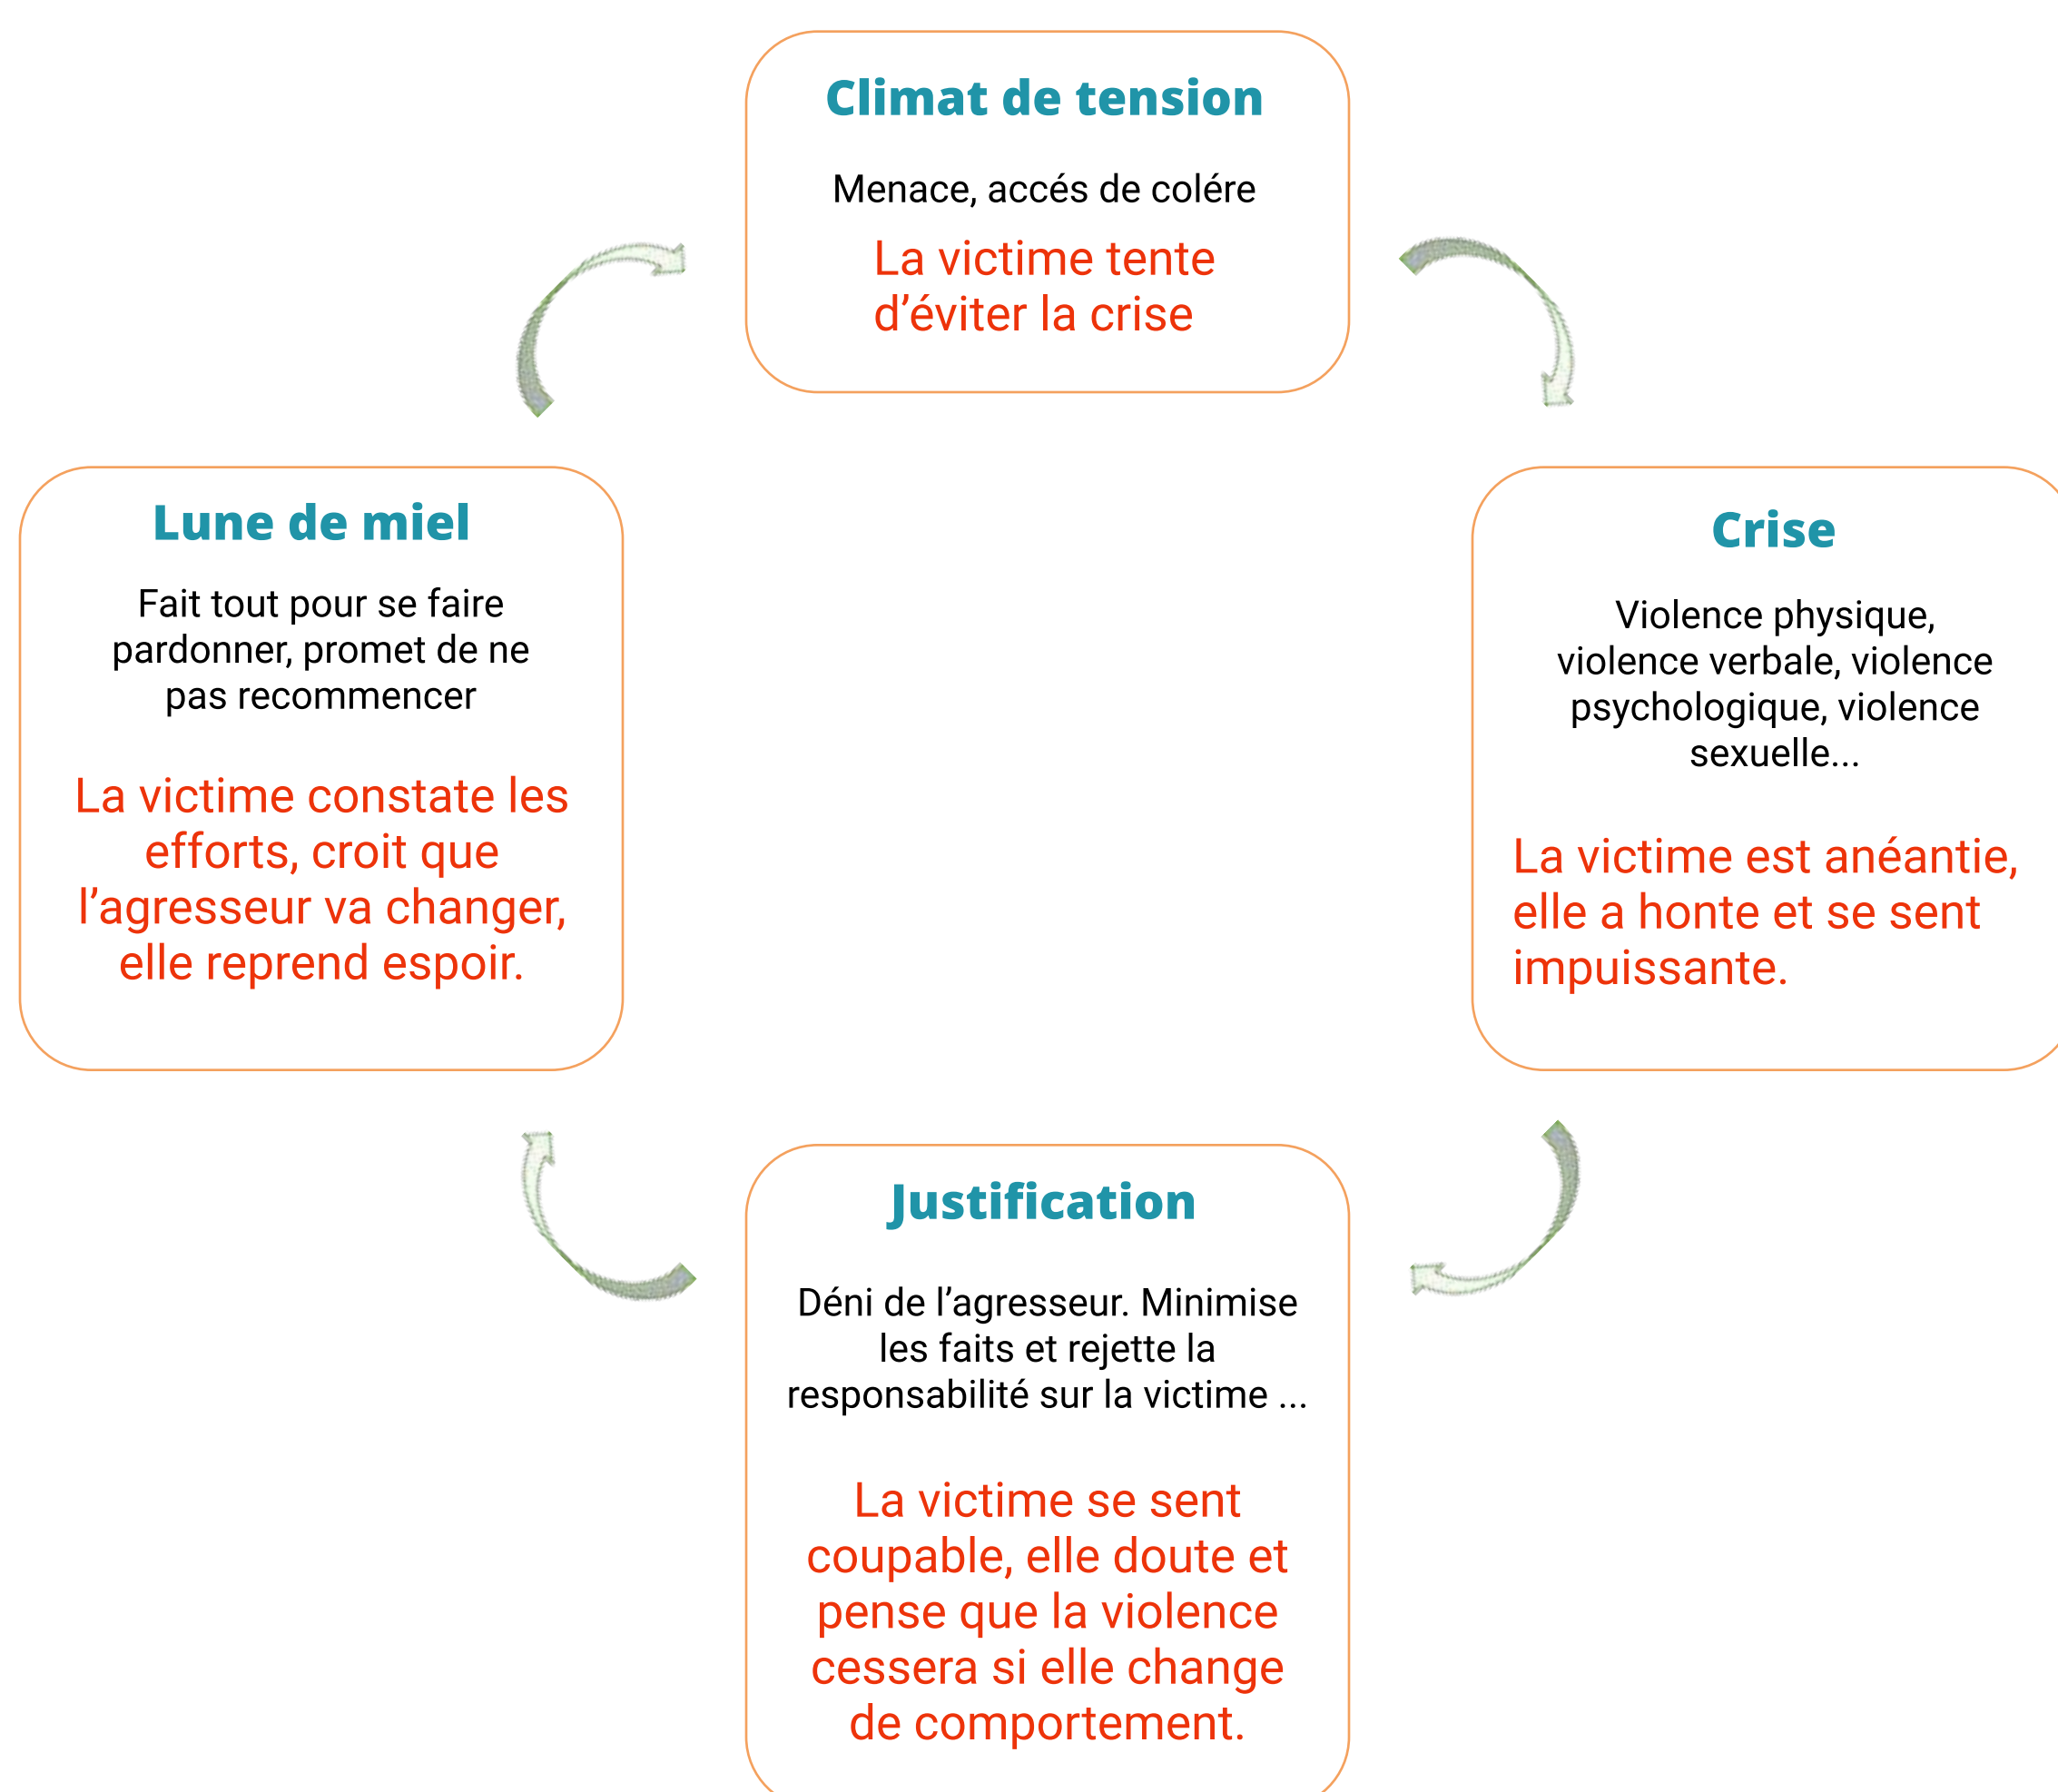 Climat de tension
Menace, accés de colére
La victime tente
d’éviter la crise
Lune de miel
Fait tout pour se faire
pardonner, promet de ne
pas recommencer
La victime constate les
efforts, croit que
l’agresseur va changer,
elle reprend espoir.
Crise
Violence physique,
violence verbale, violence
psychologique, violence
sexuelle...
La victime est anéantie,
elle a honte et se sent
impuissante.
Justification
Déni de l’agresseur. Minimise
les faits et rejette la
responsabilité sur la victime ...
La victime se sent
coupable, elle doute et
pense que la violence
cessera si elle change
de comportement.